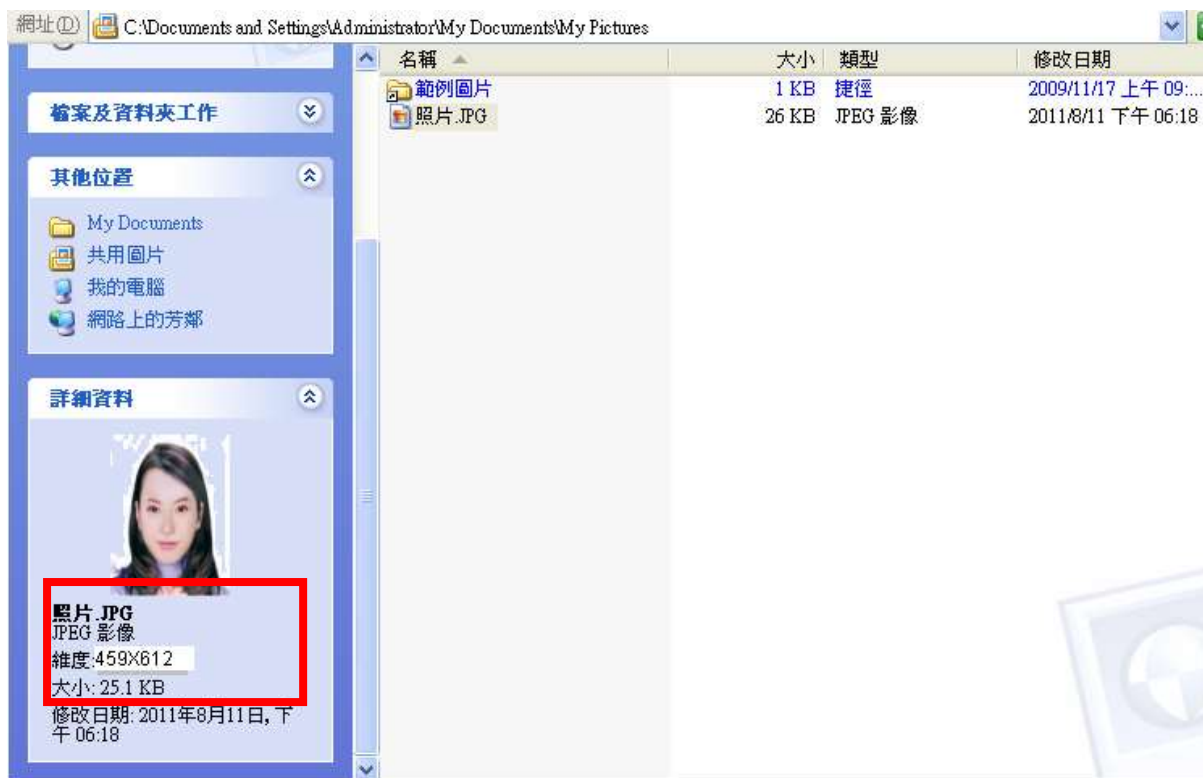 網址(D) C:\Documents and Settings\Administrator\My Documents\My Pictures
名稱 大小 類型 修改日期
範例圖片 1 KB 捷徑 2009/11/17 上午 09:...
照片.JPG 26 KB JPEG 影像 2011/8/11 下午 06:18
檔案及資料夾工作
其他位置
My Documents
共用圖片
我的電腦
網路上的芳鄰
詳細資料
照片.JPG
JPEG 影像
維度:459X612
大小: 25.1 KB
修改日期: 2011年8月11日, 下
午 06:18